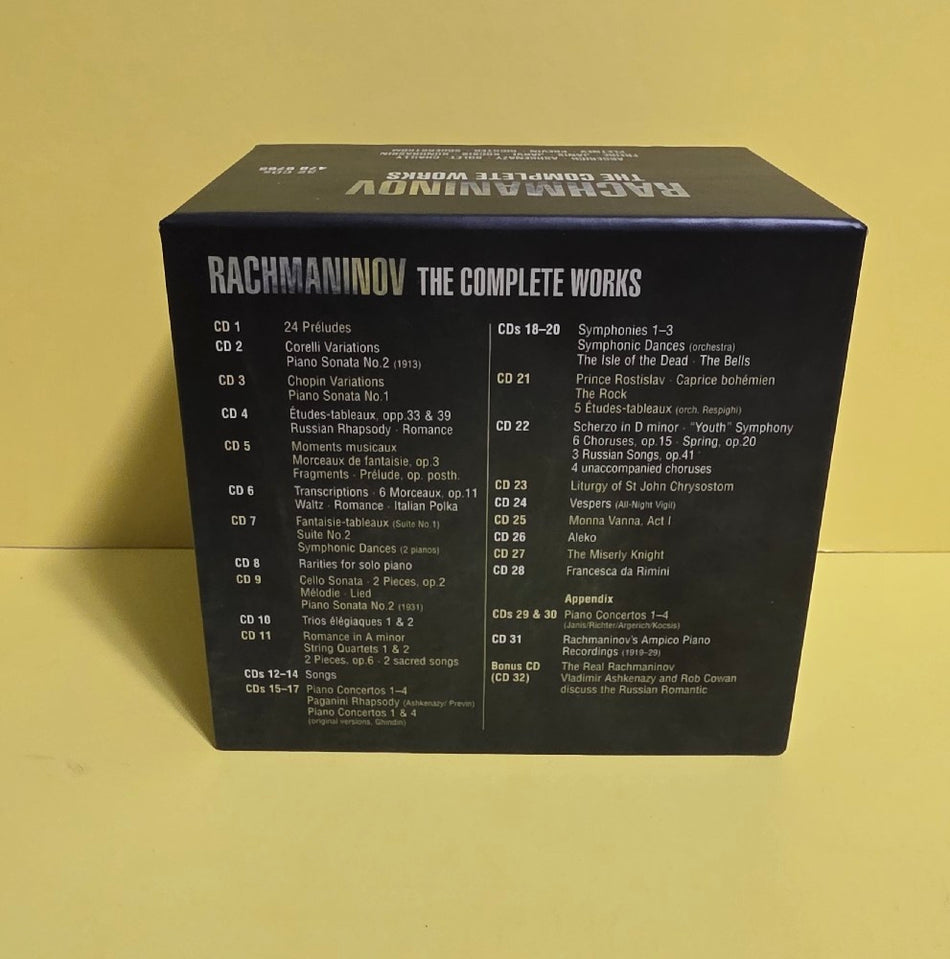 32 CDs
478 6765
RACHMANINOV
THE COMPLETE WORKS
RACHMANINOV THE COMPLETE WORKS
CD 1 24 Préludes
CD 2 Corelli Variations
Piano Sonata No.2 (1913)
CD 3 Chopin Variations
Piano Sonata No.1
CD 4 Études-tableaux, opp.33 & 39
Russian Rhapsody · Romance
CD 5 Moments musicaux
Morceaux de fantaisie, op.3
Fragments · Prélude, op. posth.
CD 6 Transcriptions · 6 Morceaux, op.11
Waltz · Romance · Italian Polka
CD 7 Fantaisie-tableaux (Suite No.1)
Suite No.2
Symphonic Dances (2 pianos)
CD 8 Rarities for solo piano
CD 9 Cello Sonata · 2 Pieces, op.2
Mélodie · Lied
Piano Sonata No.2 (1931)
CD 10 Trios élégiaques 1 & 2
CD 11 Romance in A minor
String Quartets 1 & 2
2 Pieces, op.6 · 2 sacred songs
CDs 12–14 Songs
CDs 15–17 Piano Concertos 1–4
Paganini Rhapsody (Ashkenazy/ Previn)
Piano Concertos 1 & 4
(original versions, Ghindin)
CDs 18–20 Symphonies 1–3
Symphonic Dances (orchestra)
The Isle of the Dead · The Bells
CD 21 Prince Rostislav · Caprice bohémien
The Rock
5 Études-tableaux (orch. Respighi)
CD 22 Scherzo in D minor · “Youth” Symphony
6 Choruses, op.15 · Spring, op.20
3 Russian Songs, op.41
4 unaccompanied choruses
CD 23 Liturgy of St John Chrysostom
CD 24 Vespers (All-Night Vigil)
CD 25 Monna Vanna, Act I
CD 26 Aleko
CD 27 The Miserly Knight
CD 28 Francesca da Rimini
Appendix
CDs 29 & 30 Piano Concertos 1–4
(Janis/Richter/Argerich/Kocsis)
CD 31 Rachmaninov's Ampico Piano
Recordings (1919–29)
Bonus CD The Real Rachmaninov
(CD 32) Vladimir Ashkenazy and Rob Cowan
discuss the Russian Romantic